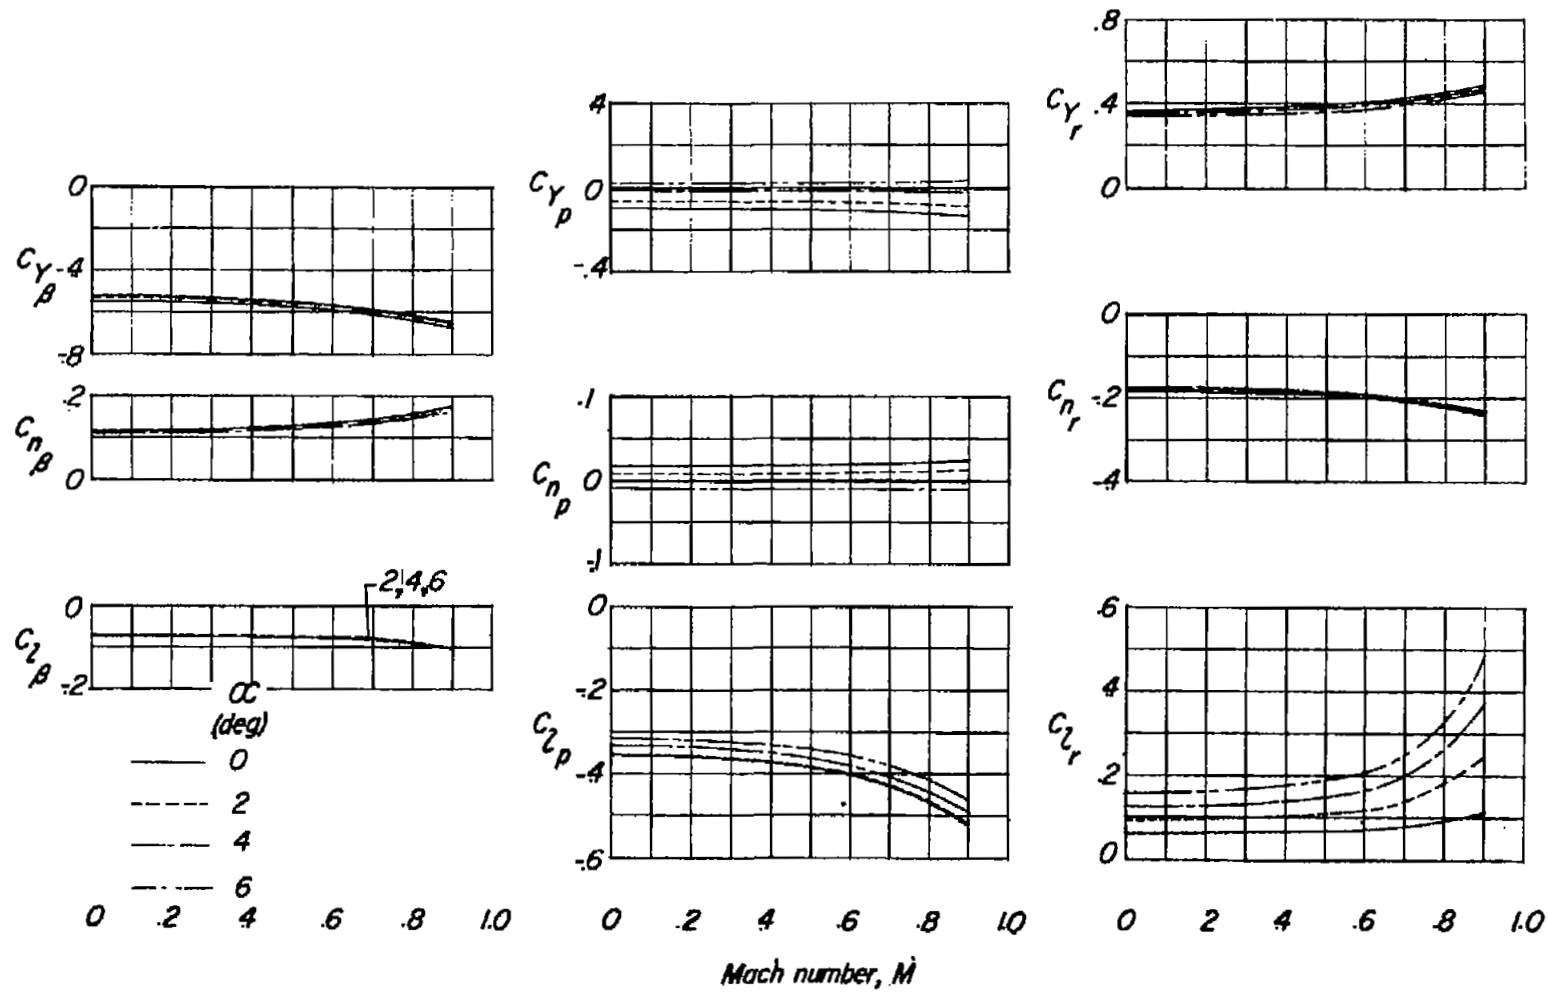 0
C_Y_β -.4
-.8
.2
C_n_β
0
0
2,4,6
C_l_β
-.2
α
(deg)
0
2
4
6
0 .2 .4 .6 .8 1.0
.4
C_Y_p 0
-.4
.1
C_n_p 0
-.1
0
-.2
C_l_p
-.4
-.6
0 .2 .4 .6 .8 1.0
Mach number, M
.8
C_Y_r .4
0
0
C_n_r -.2
-.4
.6
.4
C_l_r
.2
0
0 .2 .4 .6 .8 1.0